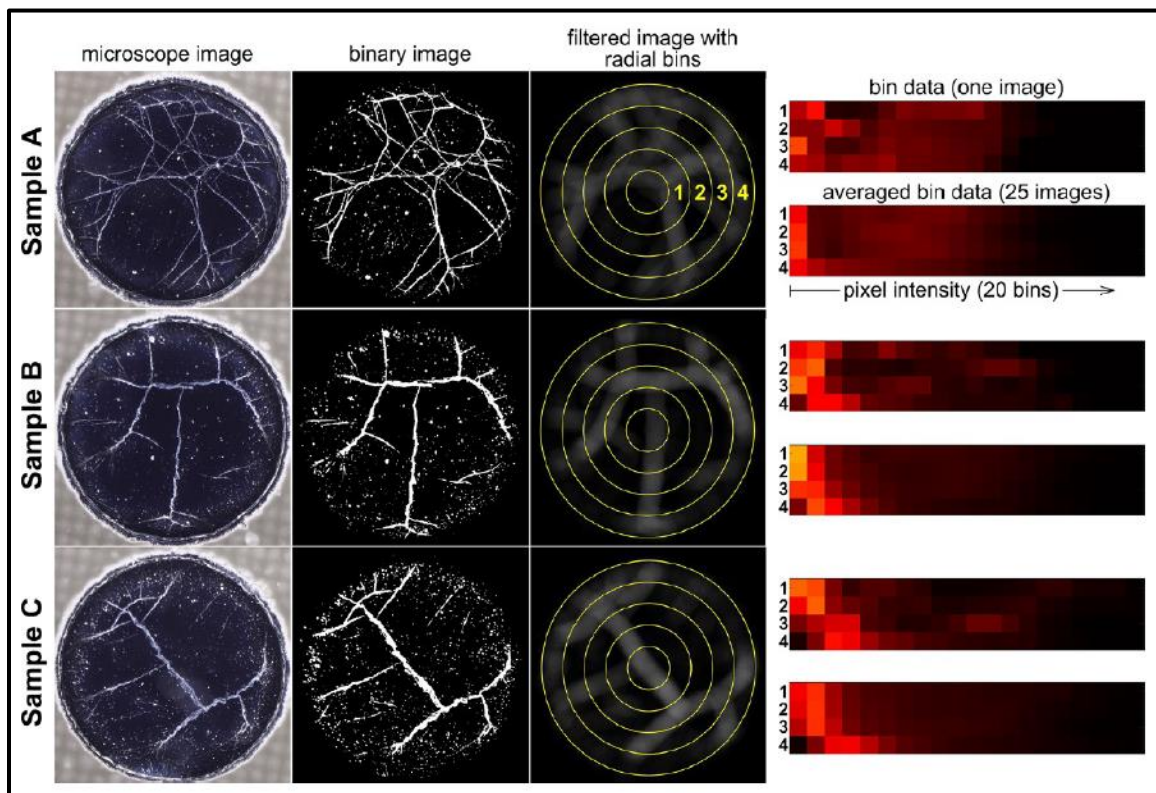 microscope image
binary image
filtered image with
radial bins
Sample A
1 2 3 4
bin data (one image)
1
2
3
4
averaged bin data (25 images)
1
2
3
4
pixel intensity (20 bins)
Sample B
1
2
3
4
1
2
3
4
Sample C
1
2
3
4
1
2
3
4